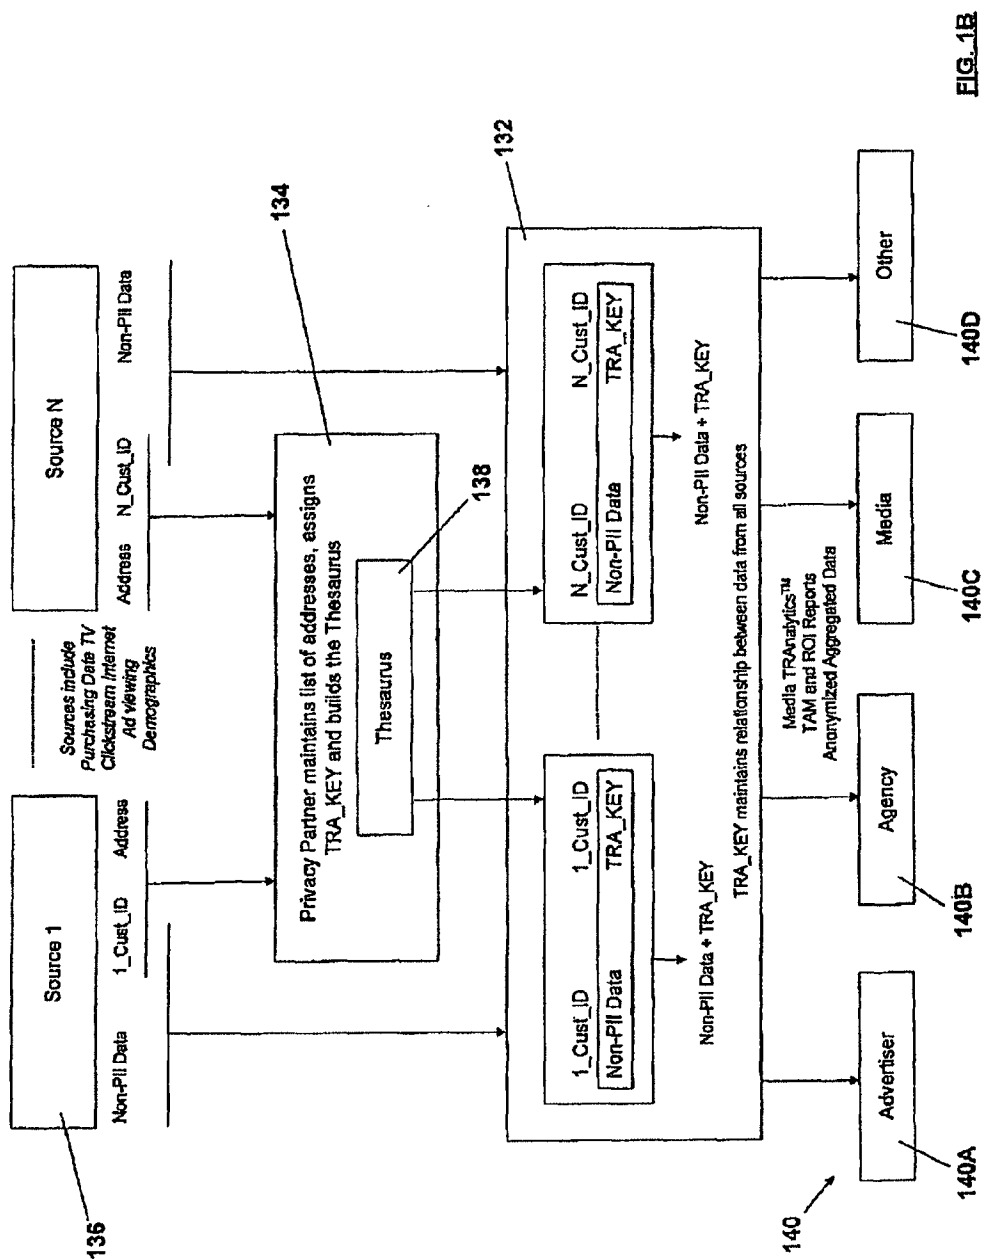 136
Source 1
Source N
Sources include
Purchasing Data TV
Clickstream Internet
Ad viewing
Demographics
Non-PII Data
1_Cust_ID
Address
Address
N_Cust_ID
Non-PII Data
134
Privacy Partner maintains list of addresses, assigns
TRA_KEY and builds the Thesaurus
Thesaurus
138
132
1_Cust_ID
1_Cust_ID
Non-PII Data
TRA_KEY
N_Cust_ID
N_Cust_ID
Non-PII Data
TRA_KEY
Non-PII Data + TRA_KEY
Non-PII Data + TRA_KEY
TRA_KEY maintains relationship between data from all sources
Media TRAnalytics™
TAM and ROI Reports
Anonymized Aggregated Data
140
Advertiser
Agency
Media
Other
140A
140B
140C
140D
FIG. 1B